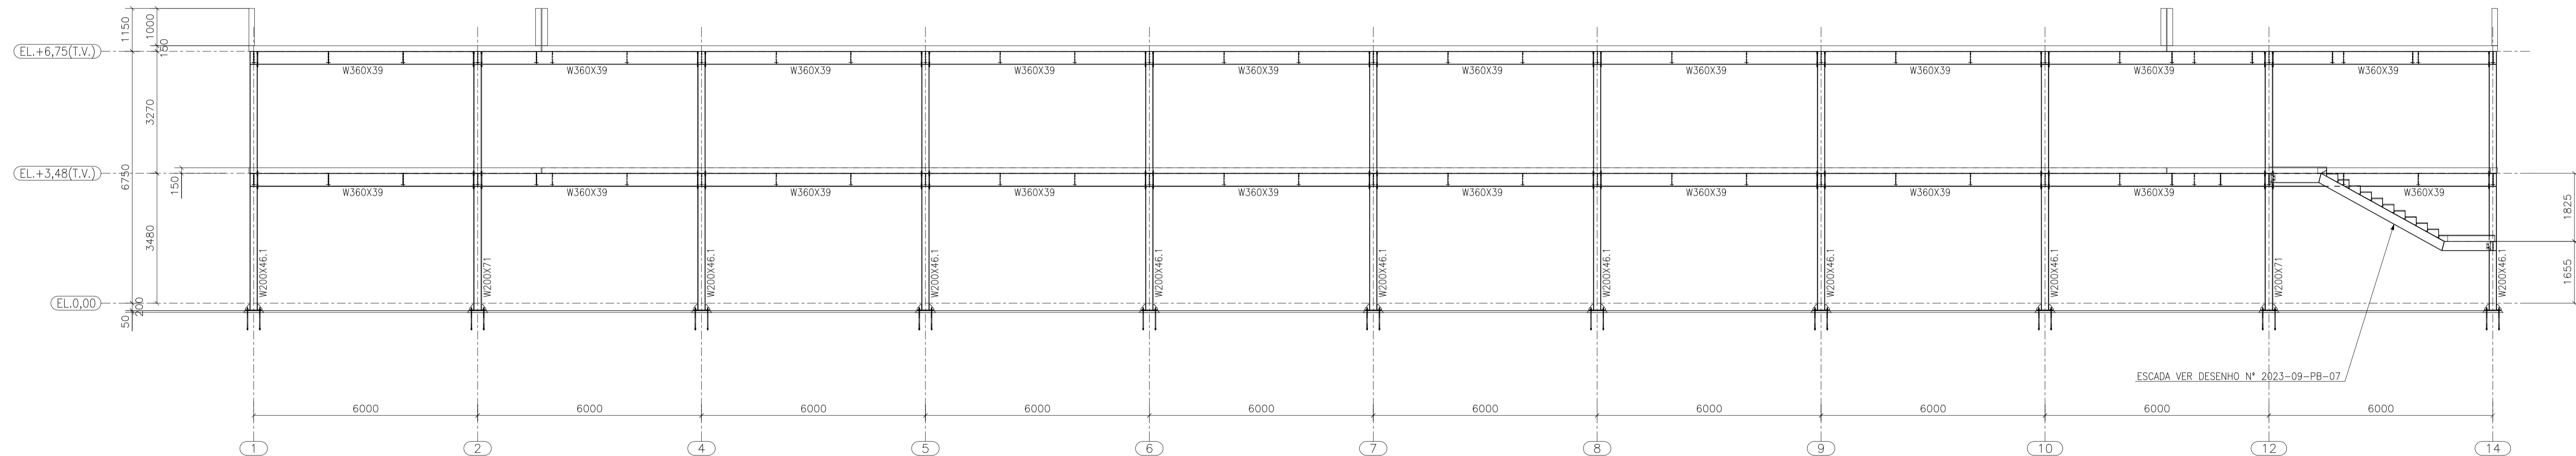 1150
1000
150
EL.+6,75(T.V.)
W360X39
W360X39
W360X39
W360X39
W360X39
W360X39
W360X39
W360X39
W360X39
W360X39
3270
EL.+3,48(T.V.)
6750
150
W360X39
W360X39
W360X39
W360X39
W360X39
W360X39
W360X39
W360X39
W360X39
W360X39
3480
1825
1655
W200X46.1
W200X71
W200X46.1
W200X46.1
W200X46.1
W200X46.1
W200X46.1
W200X46.1
W200X46.1
W200X71
W200X46.1
EL.0,00
200
50
ESCADA VER DESENHO N° 2023-09-PB-07
6000
6000
6000
6000
6000
6000
6000
6000
6000
6000
1
2
4
5
6
7
8
9
10
12
14